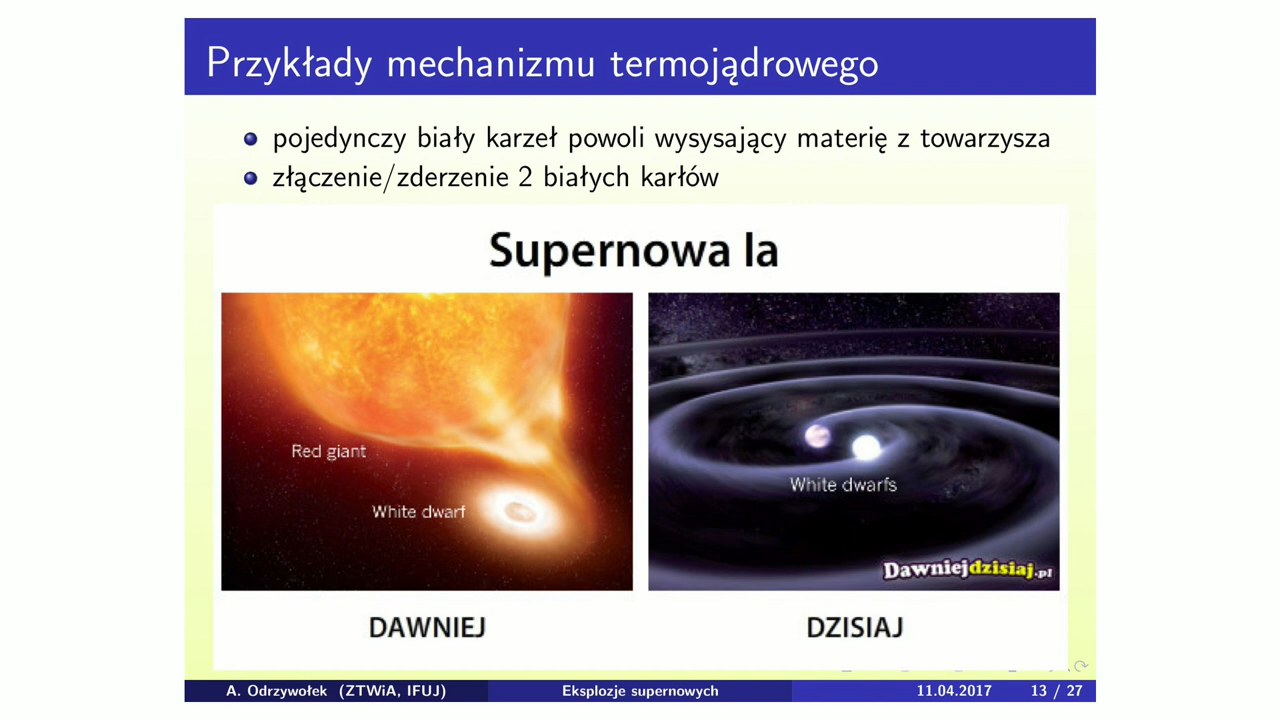 Przykłady mechanizmu termojądrowego
pojedynczy biały karzeł powoli wysysający materię z towarzysza
złączenie/zderzenie 2 białych karłów
Supernowa Ia
Red giant
White dwarf
White dwarfs
Dawniejdzisiaj.pl
DAWNIEJ
DZISIAJ
A. Odrzywołek (ZTWiA, IFUJ)
Eksplozje supernowych
11.04.2017
13 / 27